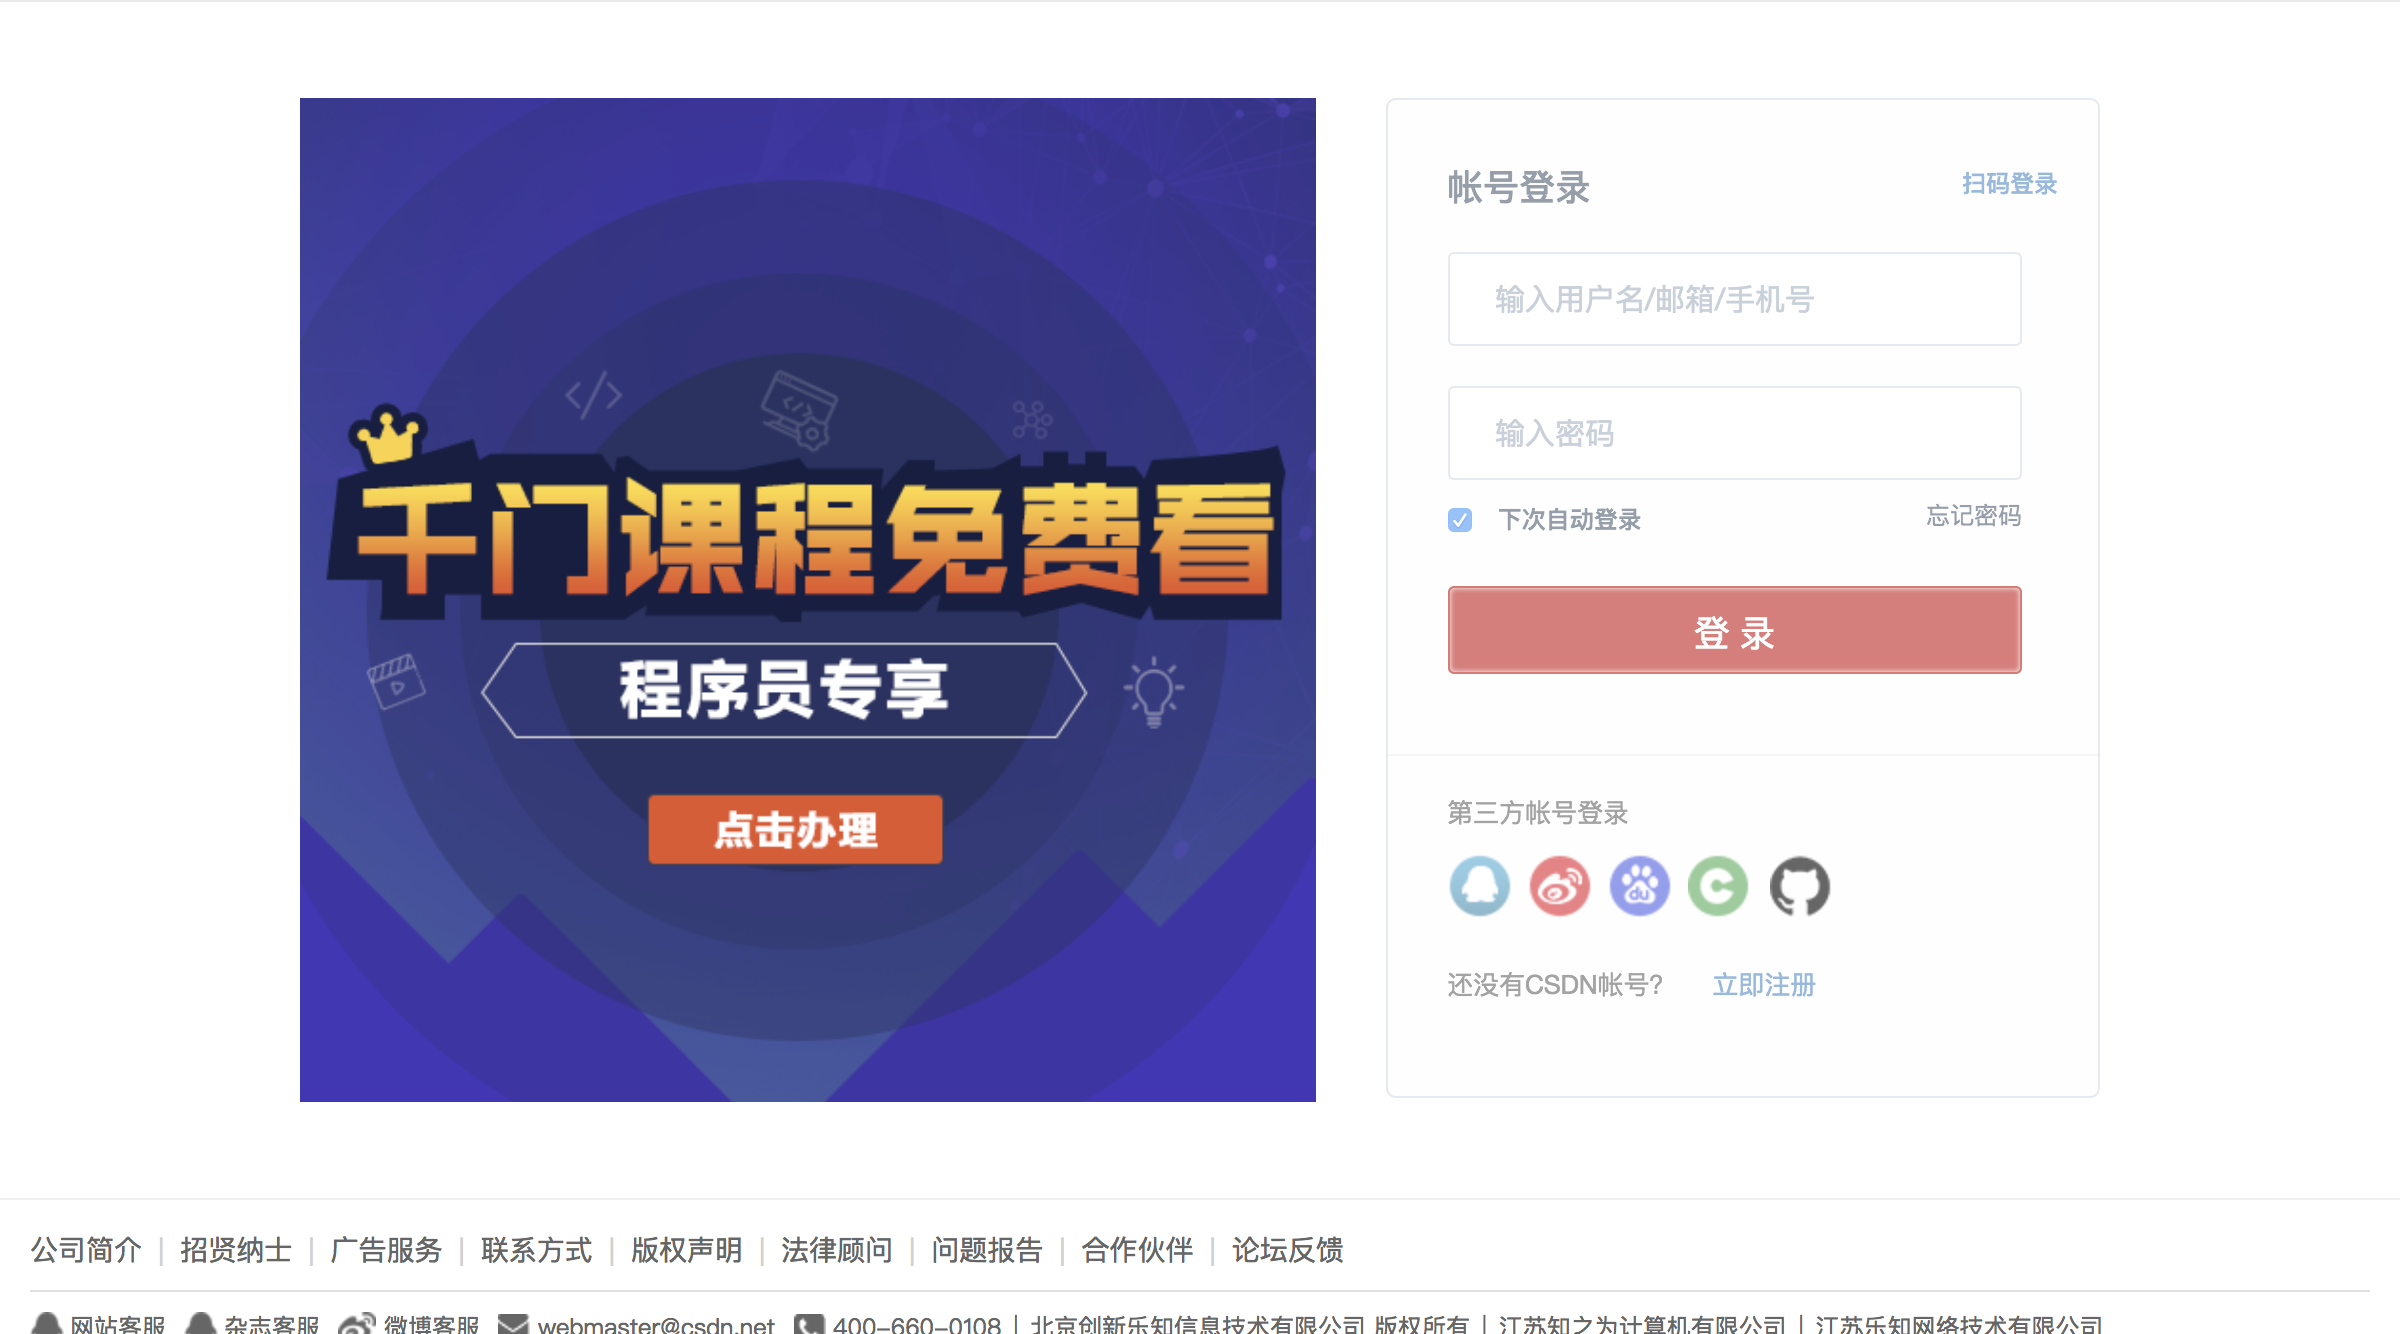 千门课程免费看
程序员专享
点击办理
帐号登录
扫码登录
输入用户名/邮箱/手机号
输入密码
下次自动登录
忘记密码
登 录
第三方帐号登录
du
还没有CSDN帐号?
立即注册
公司简介 | 招贤纳士 | 广告服务 | 联系方式 | 版权声明 | 法律顾问 | 问题报告 | 合作伙伴 | 论坛反馈
网站客服 杂志客服 微博客服 webmaster@csdn.net 400-660-0108 | 北京创新乐知信息技术有限公司 版权所有 | 江苏知之为计算机有限公司 | 江苏乐知网络技术有限公司